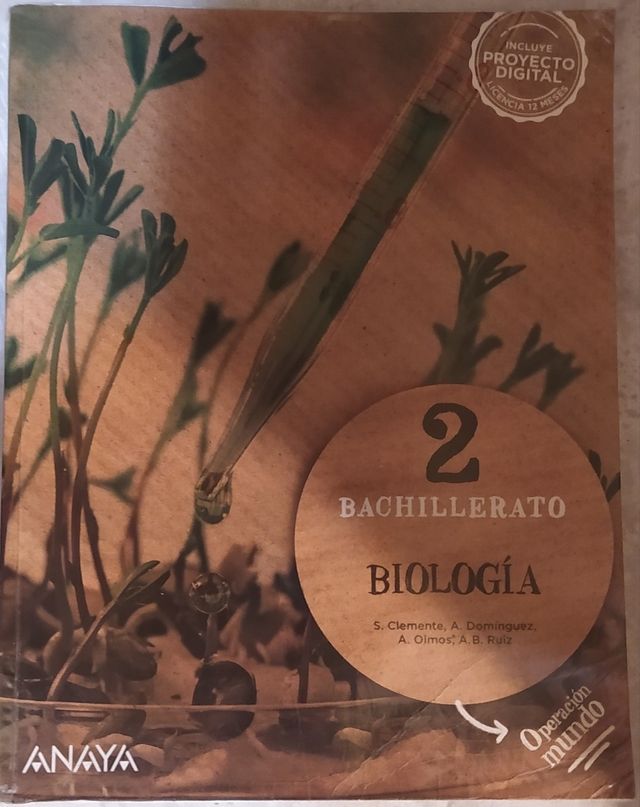 INCLUYE
PROYECTO
DIGITAL
LICENCIA 12 MESES
2
BACHILLERATO
BIOLOGÍA
S. Clemente, A. Domínguez,
A. Olmos, A.B. Ruiz
Operación
mundo
ANAYA